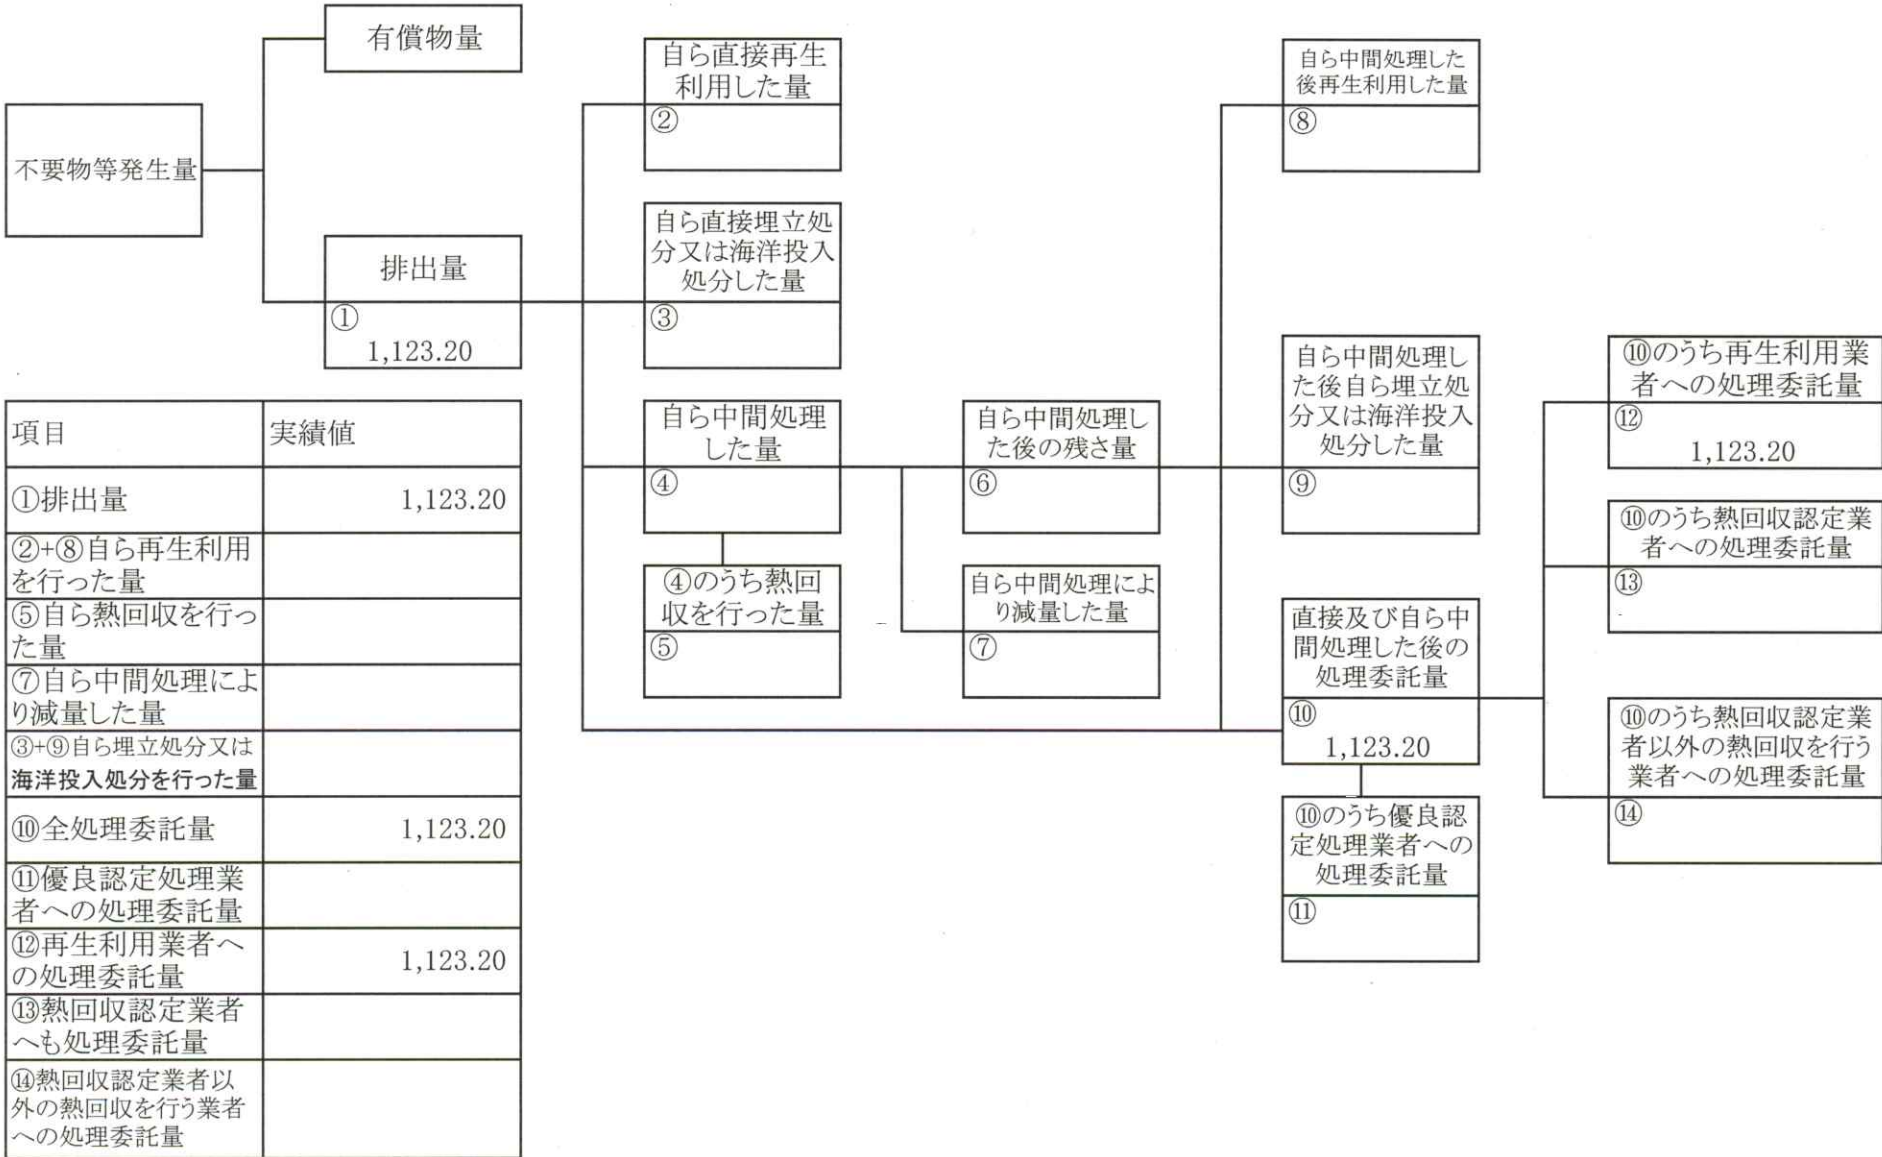 有償物量
不要物等発生量
排出量
①
1,123.20
自ら直接再生
利用した量
②
自ら直接埋立処
分又は海洋投入
処分した量
③
自ら中間処理
した量
④
④のうち熱回
収を行った量
⑤
自ら中間処理し
た後の残さ量
⑥
自ら中間処理によ
り減量した量
⑦
自ら中間処理した
後再生利用した量
⑧
自ら中間処理し
た後自ら埋立処
分又は海洋投入
処分した量
⑨
直接及び自ら中
間処理した後の
処理委託量
⑩
1,123.20
⑩のうち優良認
定処理業者への
処理委託量
⑪
⑩のうち再生利用業
者への処理委託量
⑫
1,123.20
⑩のうち熱回収認定業
者への処理委託量
⑬
⑩のうち熱回収認定業
者以外の熱回収を行う
業者への処理委託量
⑭
項目 実績値
①排出量 1,123.20
②+⑧自ら再生利用
を行った量
⑤自ら熱回収を行っ
た量
⑦自ら中間処理によ
り減量した量
③+⑨自ら埋立処分又は
海洋投入処分を行った量
⑩全処理委託量 1,123.20
⑪優良認定処理業
者への処理委託量
⑫再生利用業者へ
の処理委託量 1,123.20
⑬熱回収認定業者
へも処理委託量
⑭熱回収認定業者以
外の熱回収を行う業者
への処理委託量